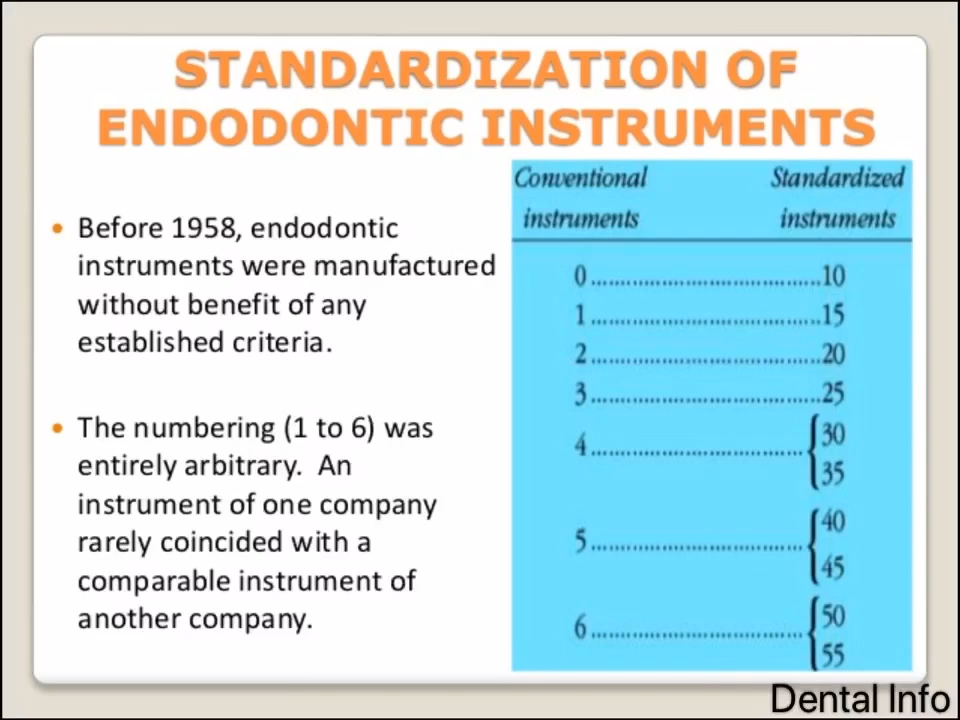 STANDARDIZATION OF
ENDODONTIC INSTRUMENTS
• Before 1958, endodontic
instruments were manufactured
without benefit of any
established criteria.
• The numbering (1 to 6) was
entirely arbitrary. An
instrument of one company
rarely coincided with a
comparable instrument of
another company.
Conventional Standardized
instruments instruments
0.......................................10
1.......................................15
2.......................................20
3.......................................25
4....................................{30
35
5....................................{40
45
6....................................{50
55
Dental Info